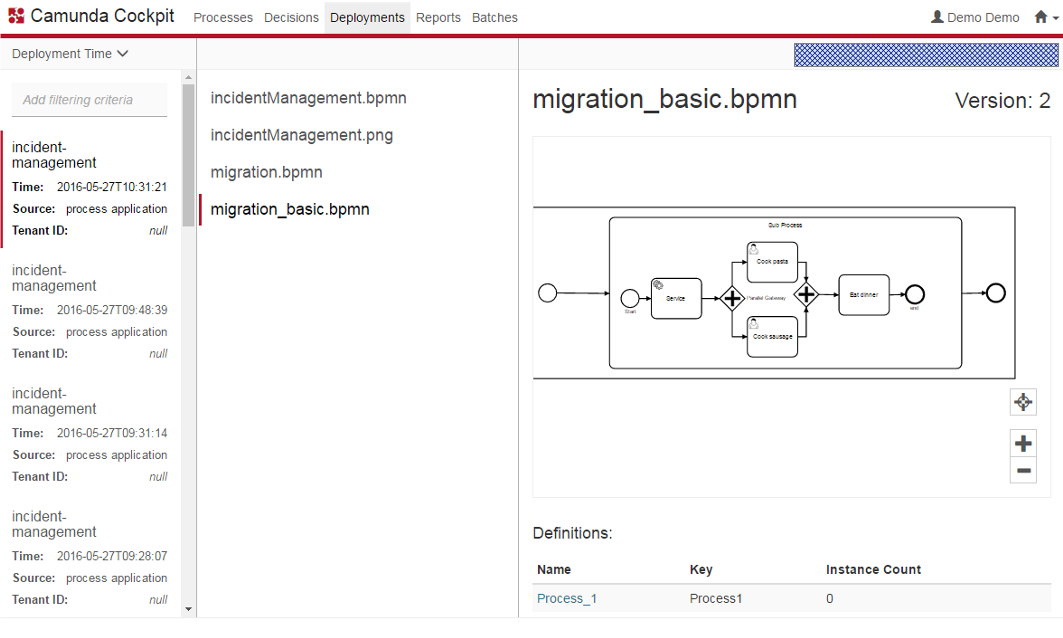 Camunda Cockpit Processes Decisions Deployments Reports Batches Demo Demo
Deployment Time
Add filtering criteria
incident-
management
Time: 2016-05-27T10:31:21
Source: process application
Tenant ID: null
incident-
management
Time: 2016-05-27T09:48:39
Source: process application
Tenant ID: null
incident-
management
Time: 2016-05-27T09:31:14
Source: process application
Tenant ID: null
incident-
management
Time: 2016-05-27T09:28:07
Source: process application
Tenant ID: null
incidentManagement.bpmn
incidentManagement.png
migration.bpmn
migration_basic.bpmn
migration_basic.bpmn Version: 2
Sub Process
Cook pasta
Start
Service
Parallel Gateway
Eat dinner
end
Cook sausage
Definitions:
Name Key Instance Count
Process_1 Process1 0